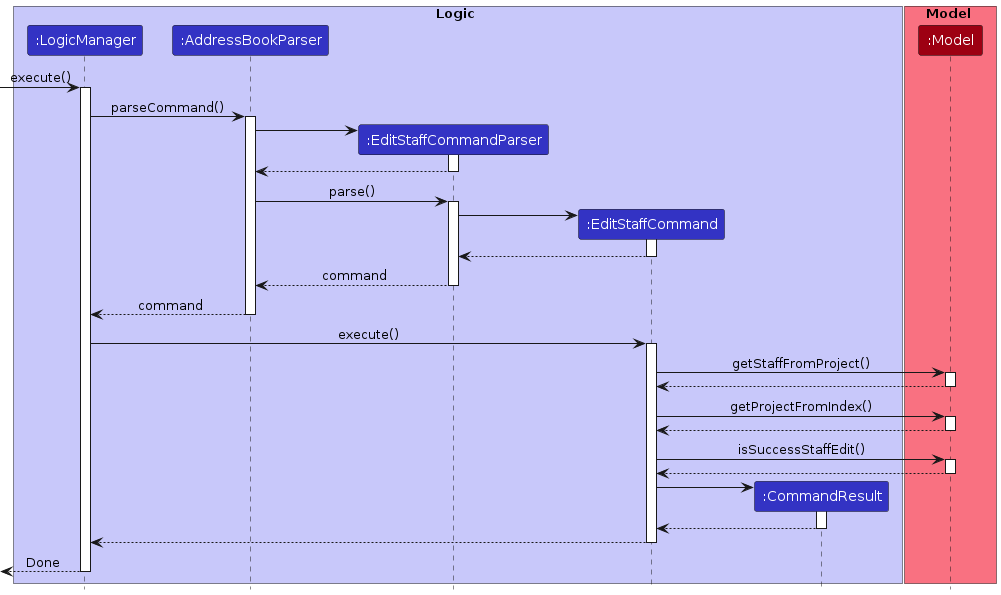 Logic
Model
:LogicManager
:AddressBookParser
:Model
execute()
parseCommand()
:EditStaffCommandParser
parse()
:EditStaffCommand
command
command
execute()
getStaffFromProject()
getProjectFromIndex()
isSuccessStaffEdit()
:CommandResult
Done